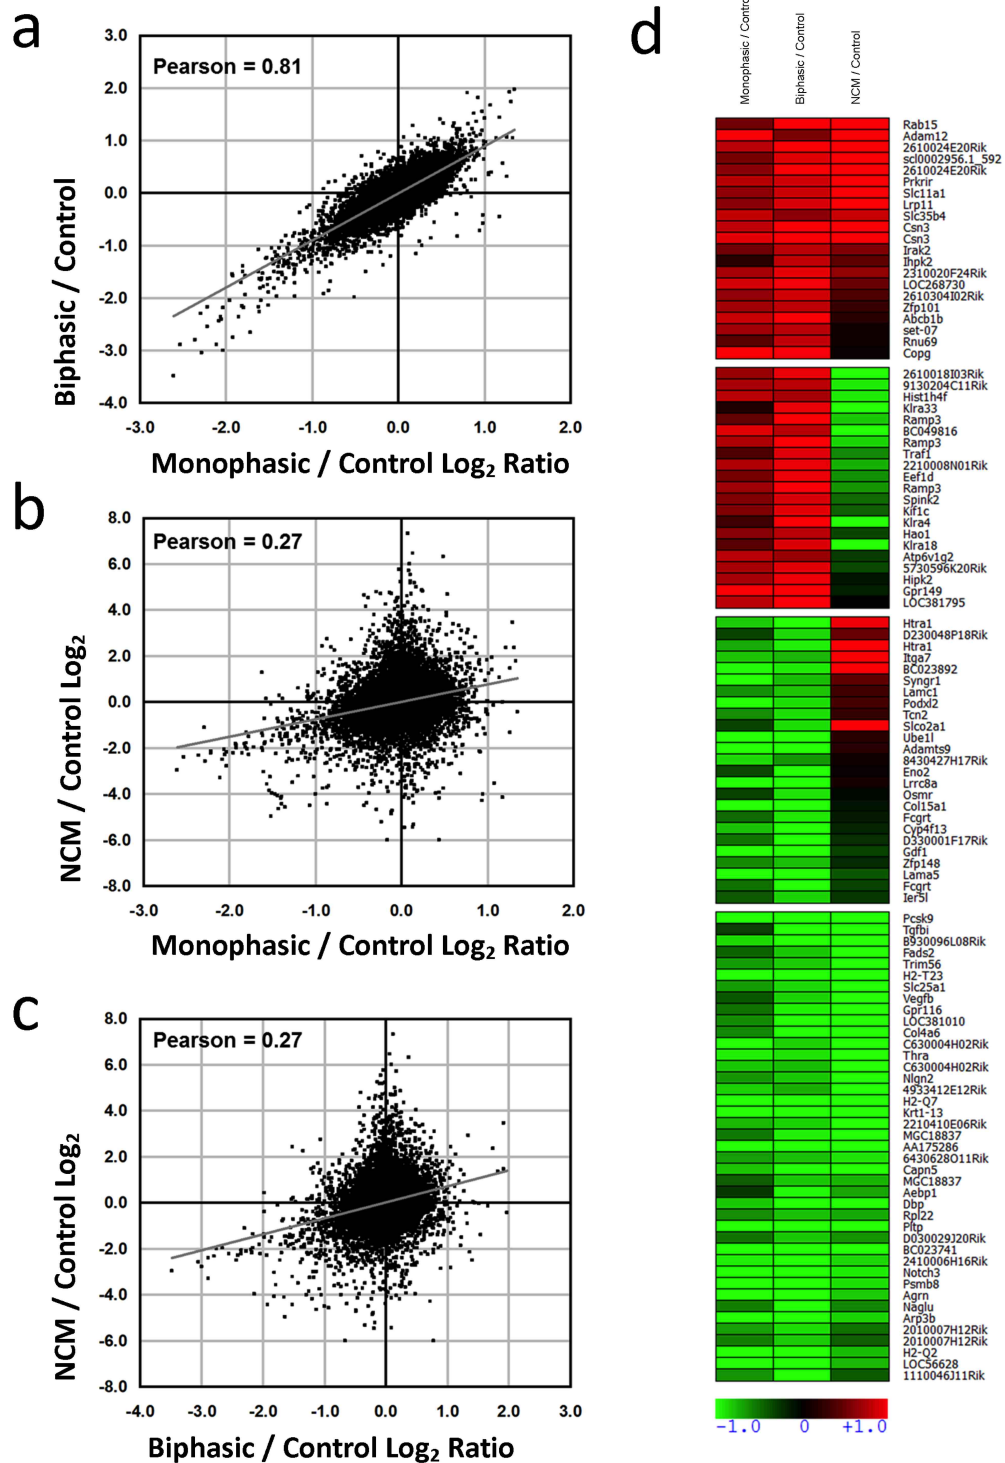 a
3.0
Pearson = 0.81
2.0
1.0
0.0
-1.0
-2.0
-3.0
-4.0
Biphasic / Control
-3.0 -2.0 -1.0 0.0 1.0 2.0
Monophasic / Control Log2 Ratio
b
8.0
Pearson = 0.27
6.0
4.0
2.0
0.0
-2.0
-4.0
-6.0
-8.0
NCM / Control Log2
-3.0 -2.0 -1.0 0.0 1.0 2.0
Monophasic / Control Log2 Ratio
c
8.0
Pearson = 0.27
6.0
4.0
2.0
0.0
-2.0
-4.0
-6.0
-8.0
NCM / Control Log2
-4.0 -3.0 -2.0 -1.0 0.0 1.0 2.0 3.0
Biphasic / Control Log2 Ratio
d
Monophasic / Control
Biphasic / Control
NCM / Control
Rab15
Adam12
2610024E20Rik
scl0002956.1_592
2610024E20Rik
Prkrir
Slc11a1
Lrp11
Slc35b4
Csn3
Csn3
Irak2
Ihpk2
2310020F24Rik
LOC268730
2610304I02Rik
Zfp101
Abcb1b
set-07
Rnu69
Copg
2610018I03Rik
9130204C11Rik
Hist1h4f
Klra33
Ramp3
BC049816
Ramp3
Traf1
2210008N01Rik
Eef1d
Ramp3
Spink2
Kif1c
Klra4
Hao1
Klra18
Atp6v1g2
5730596K20Rik
Hipk2
Gpr149
LOC381795
Htra1
D230048P18Rik
Htra1
Itga7
BC023892
Syngr1
Lamc1
Podxl2
Tcn2
Slco2a1
Ube1l
Adamts9
8430427H17Rik
Eno2
Lrrc8a
Osmr
Col15a1
Fcgrt
Cyp4f13
D330001F17Rik
Gdf1
Zfp148
Lama5
Fcgrt
Ier5l
Pcsk9
Tgfbi
B930096L08Rik
Fads2
Trim56
H2-T23
Slc25a1
Vegfb
Gpr116
LOC381010
Col4a6
C630004H02Rik
Thra
C630004H02Rik
Nlgn2
4933412E12Rik
H2-Q7
Krt1-13
2210410E06Rik
MGC18837
AA175286
6430628O11Rik
Capn5
MGC18837
Aebp1
Dbp
Rpl22
Pltp
D030029J20Rik
BC023741
2410006H16Rik
Notch3
Psmb8
Agrn
Naglu
Arp3b
2010007H12Rik
2010007H12Rik
H2-Q2
LOC56628
1110046J11Rik
-1.0 0 +1.0